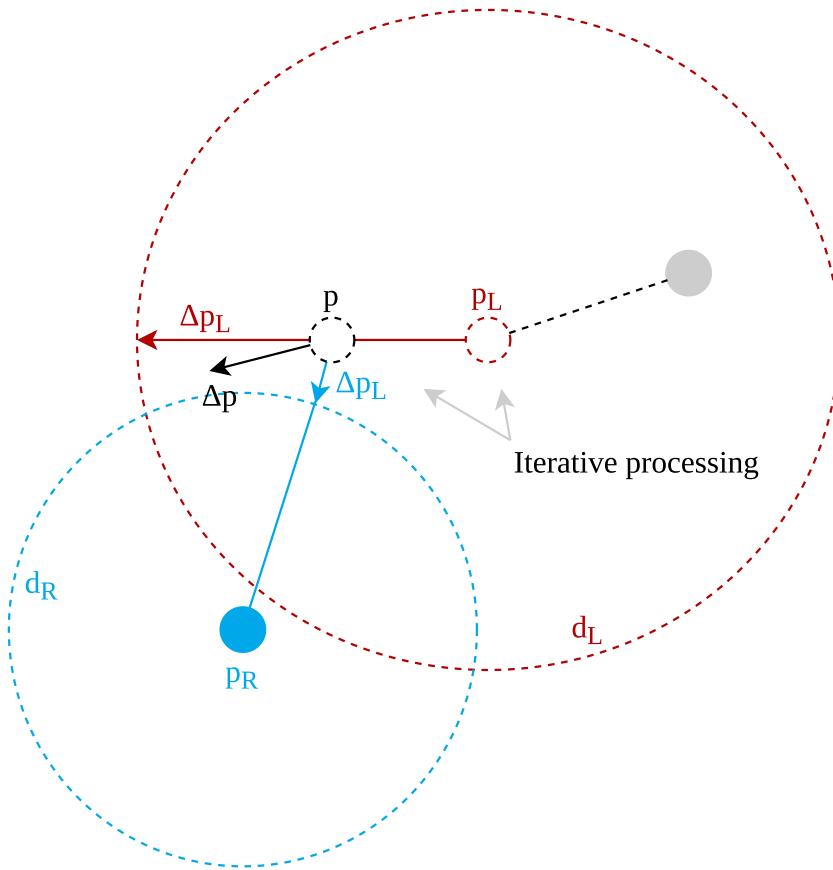 p
p_L
Δp_L
Δp_L
Δp
Iterative processing
d_R
d_L
p_R